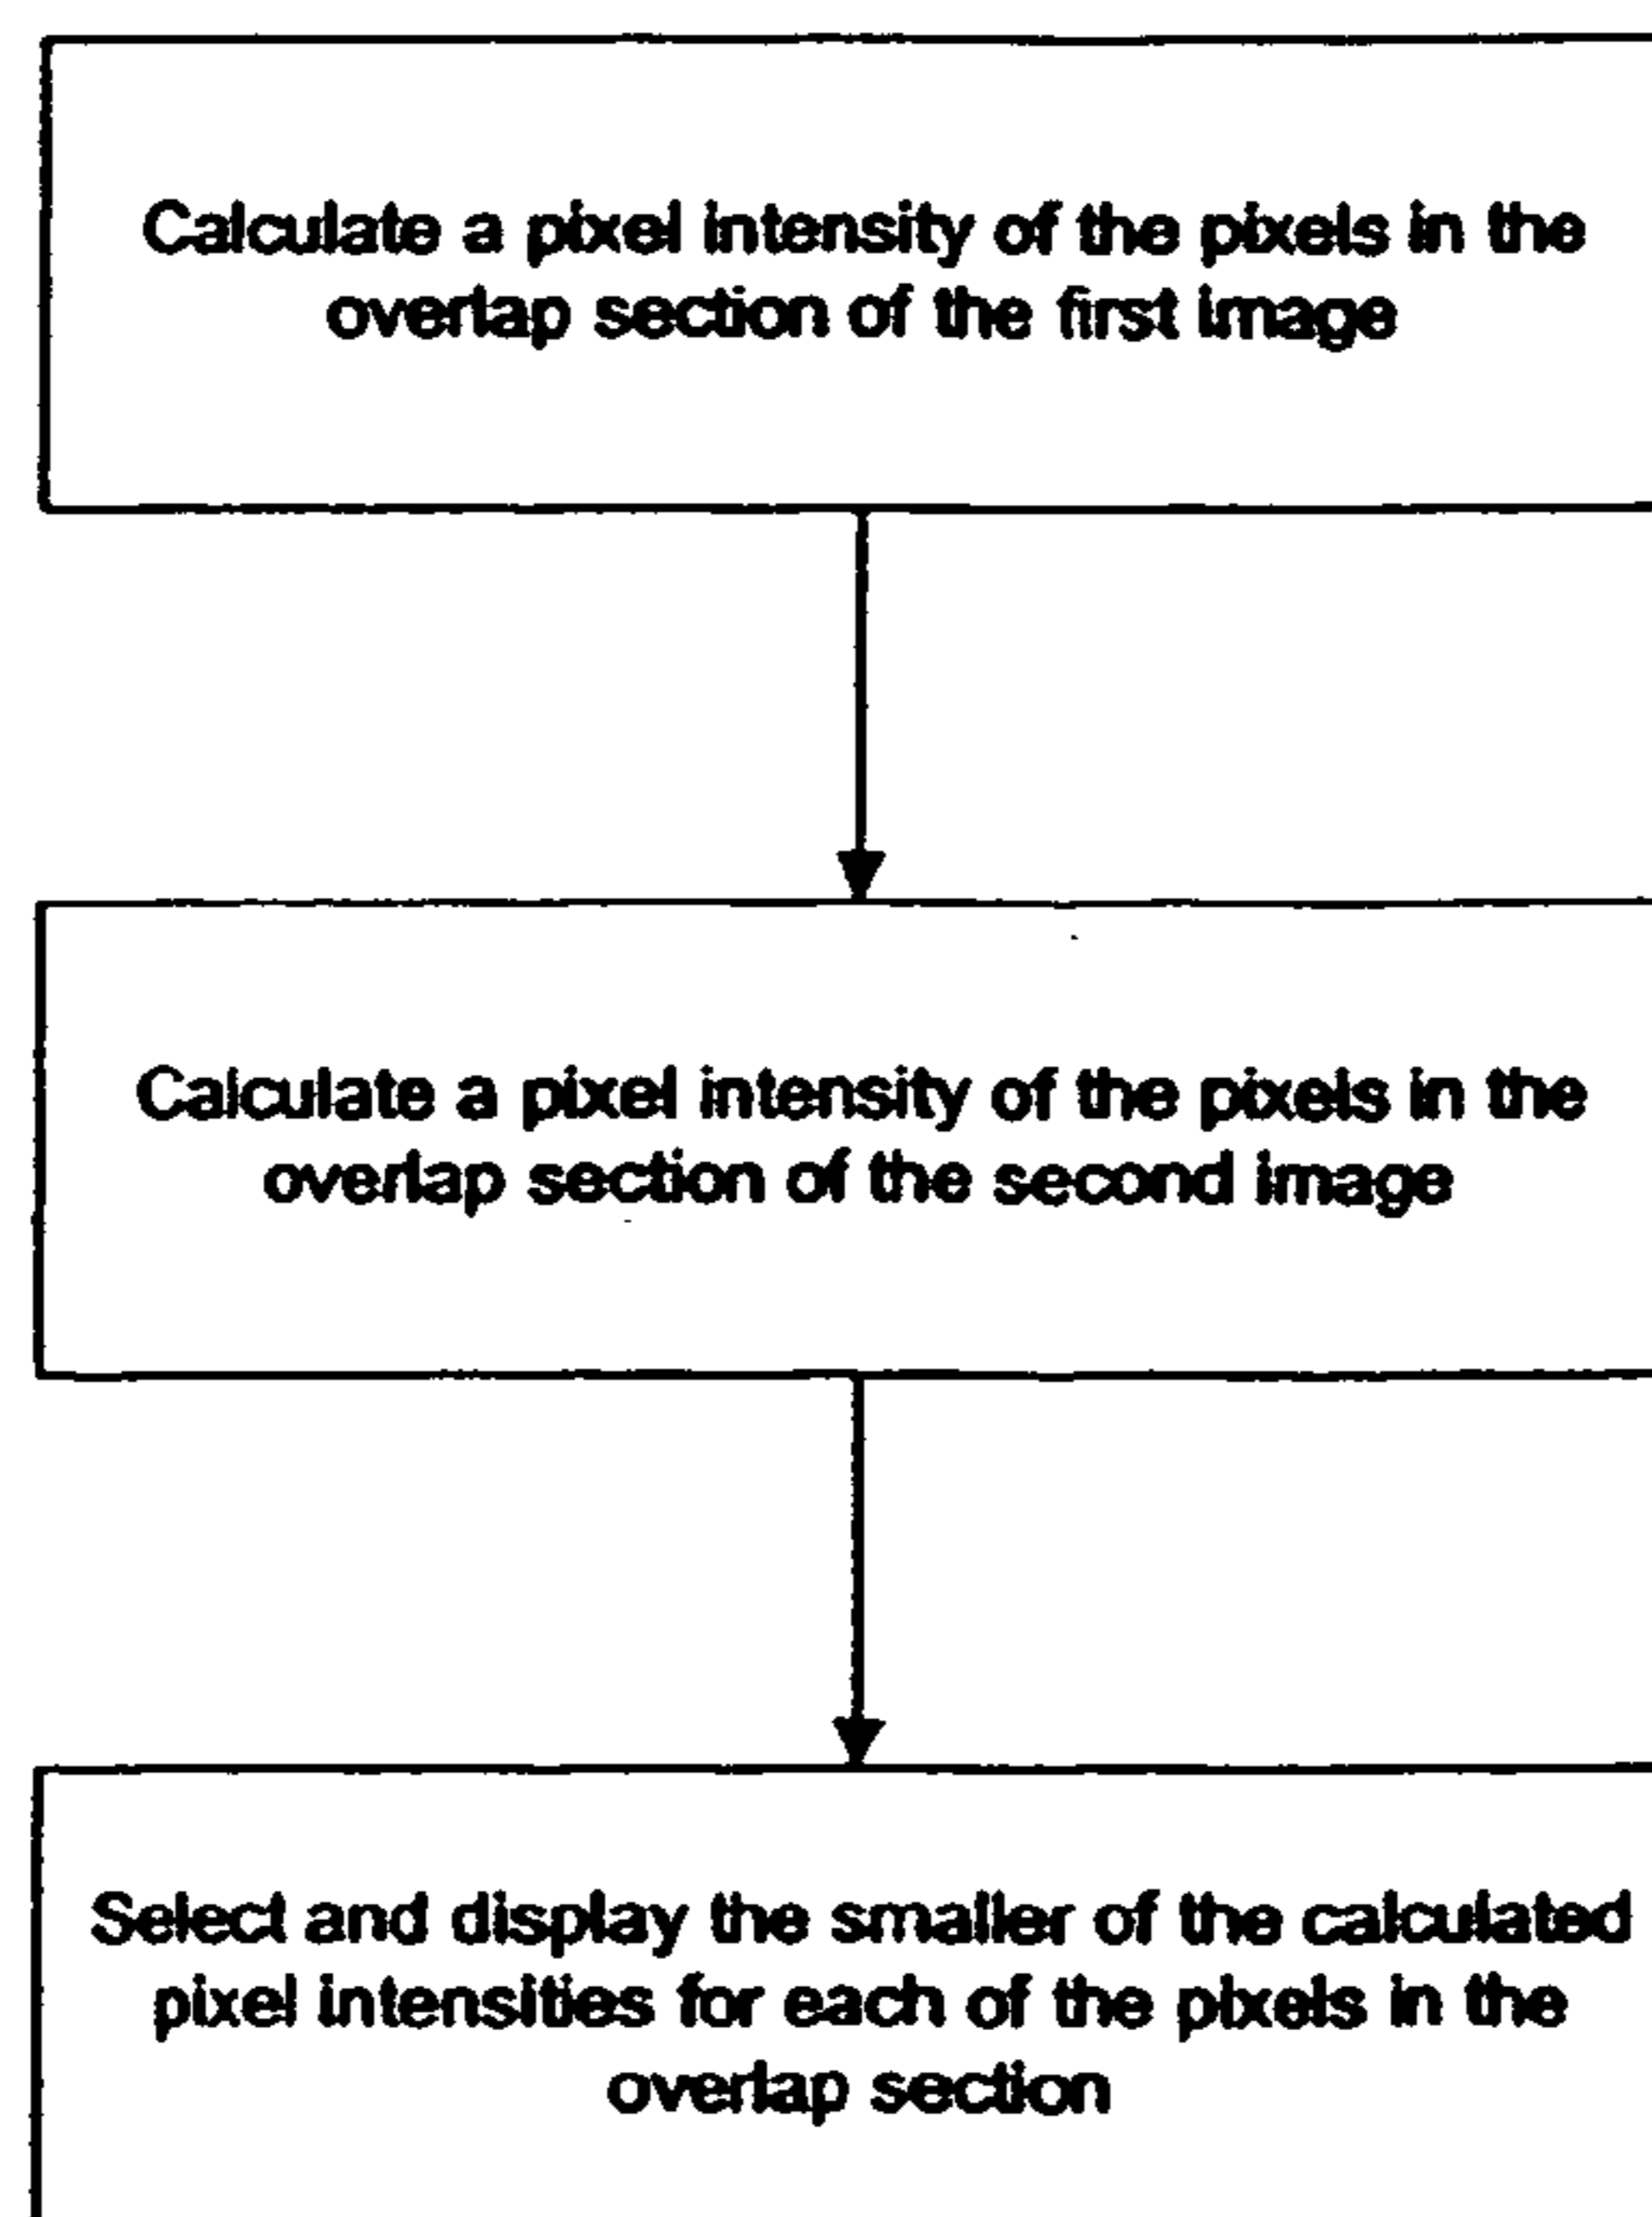 Calculate a pixel intensity of the pixels in the
overlap section of the first image
Calculate a pixel intensity of the pixels in the
overlap section of the second image
Select and display the smaller of the calculated
pixel intensities for each of the pixels in the
overlap section